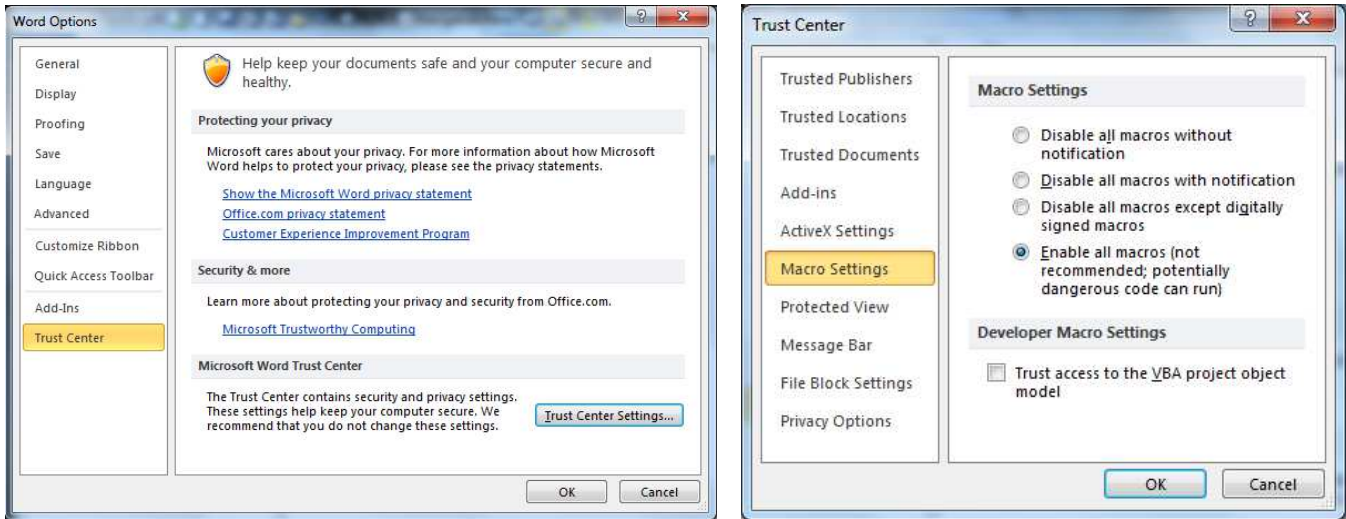 Word Options
General
Display
Proofing
Save
Language
Advanced
Customize Ribbon
Quick Access Toolbar
Add-Ins
Trust Center
Help keep your documents safe and your computer secure and
healthy.
Protecting your privacy
Microsoft cares about your privacy. For more information about how Microsoft
Word helps to protect your privacy, please see the privacy statements.
Show the Microsoft Word privacy statement
Office.com privacy statement
Customer Experience Improvement Program
Security & more
Learn more about protecting your privacy and security from Office.com.
Microsoft Trustworthy Computing
Microsoft Word Trust Center
The Trust Center contains security and privacy settings.
These settings help keep your computer secure. We
recommend that you do not change these settings.
Trust Center Settings...
OK
Cancel
Trust Center
Trusted Publishers
Trusted Locations
Trusted Documents
Add-ins
ActiveX Settings
Macro Settings
Protected View
Message Bar
File Block Settings
Privacy Options
Macro Settings
Disable all macros without
notification
Disable all macros with notification
Disable all macros except digitally
signed macros
Enable all macros (not
recommended; potentially
dangerous code can run)
Developer Macro Settings
Trust access to the VBA project object
model
OK
Cancel